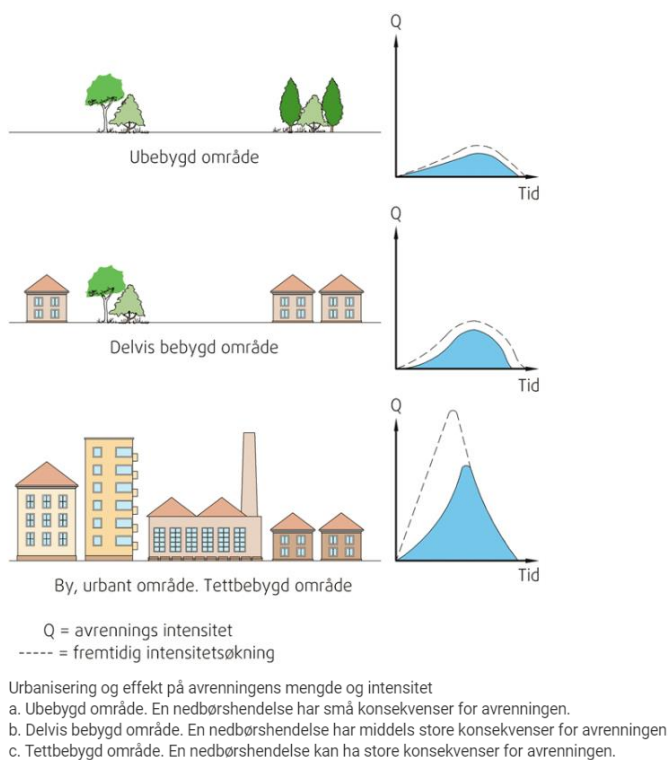 Q
Ubebygd område
Tid
Q
Delvis bebygd område
Tid
Q
By, urbant område. Tettbebygd område
Tid
Q = avrennings intensitet
----- = fremtidig intensitetsøkning
Urbanisering og effekt på avrenningens mengde og intensitet
a. Ubebygd område. En nedbørshendelse har små konsekvenser for avrenningen.
b. Delvis bebygd område. En nedbørshendelse har middels store konsekvenser for avrenningen
c. Tettbebygd område. En nedbørshendelse kan ha store konsekvenser for avrenningen.